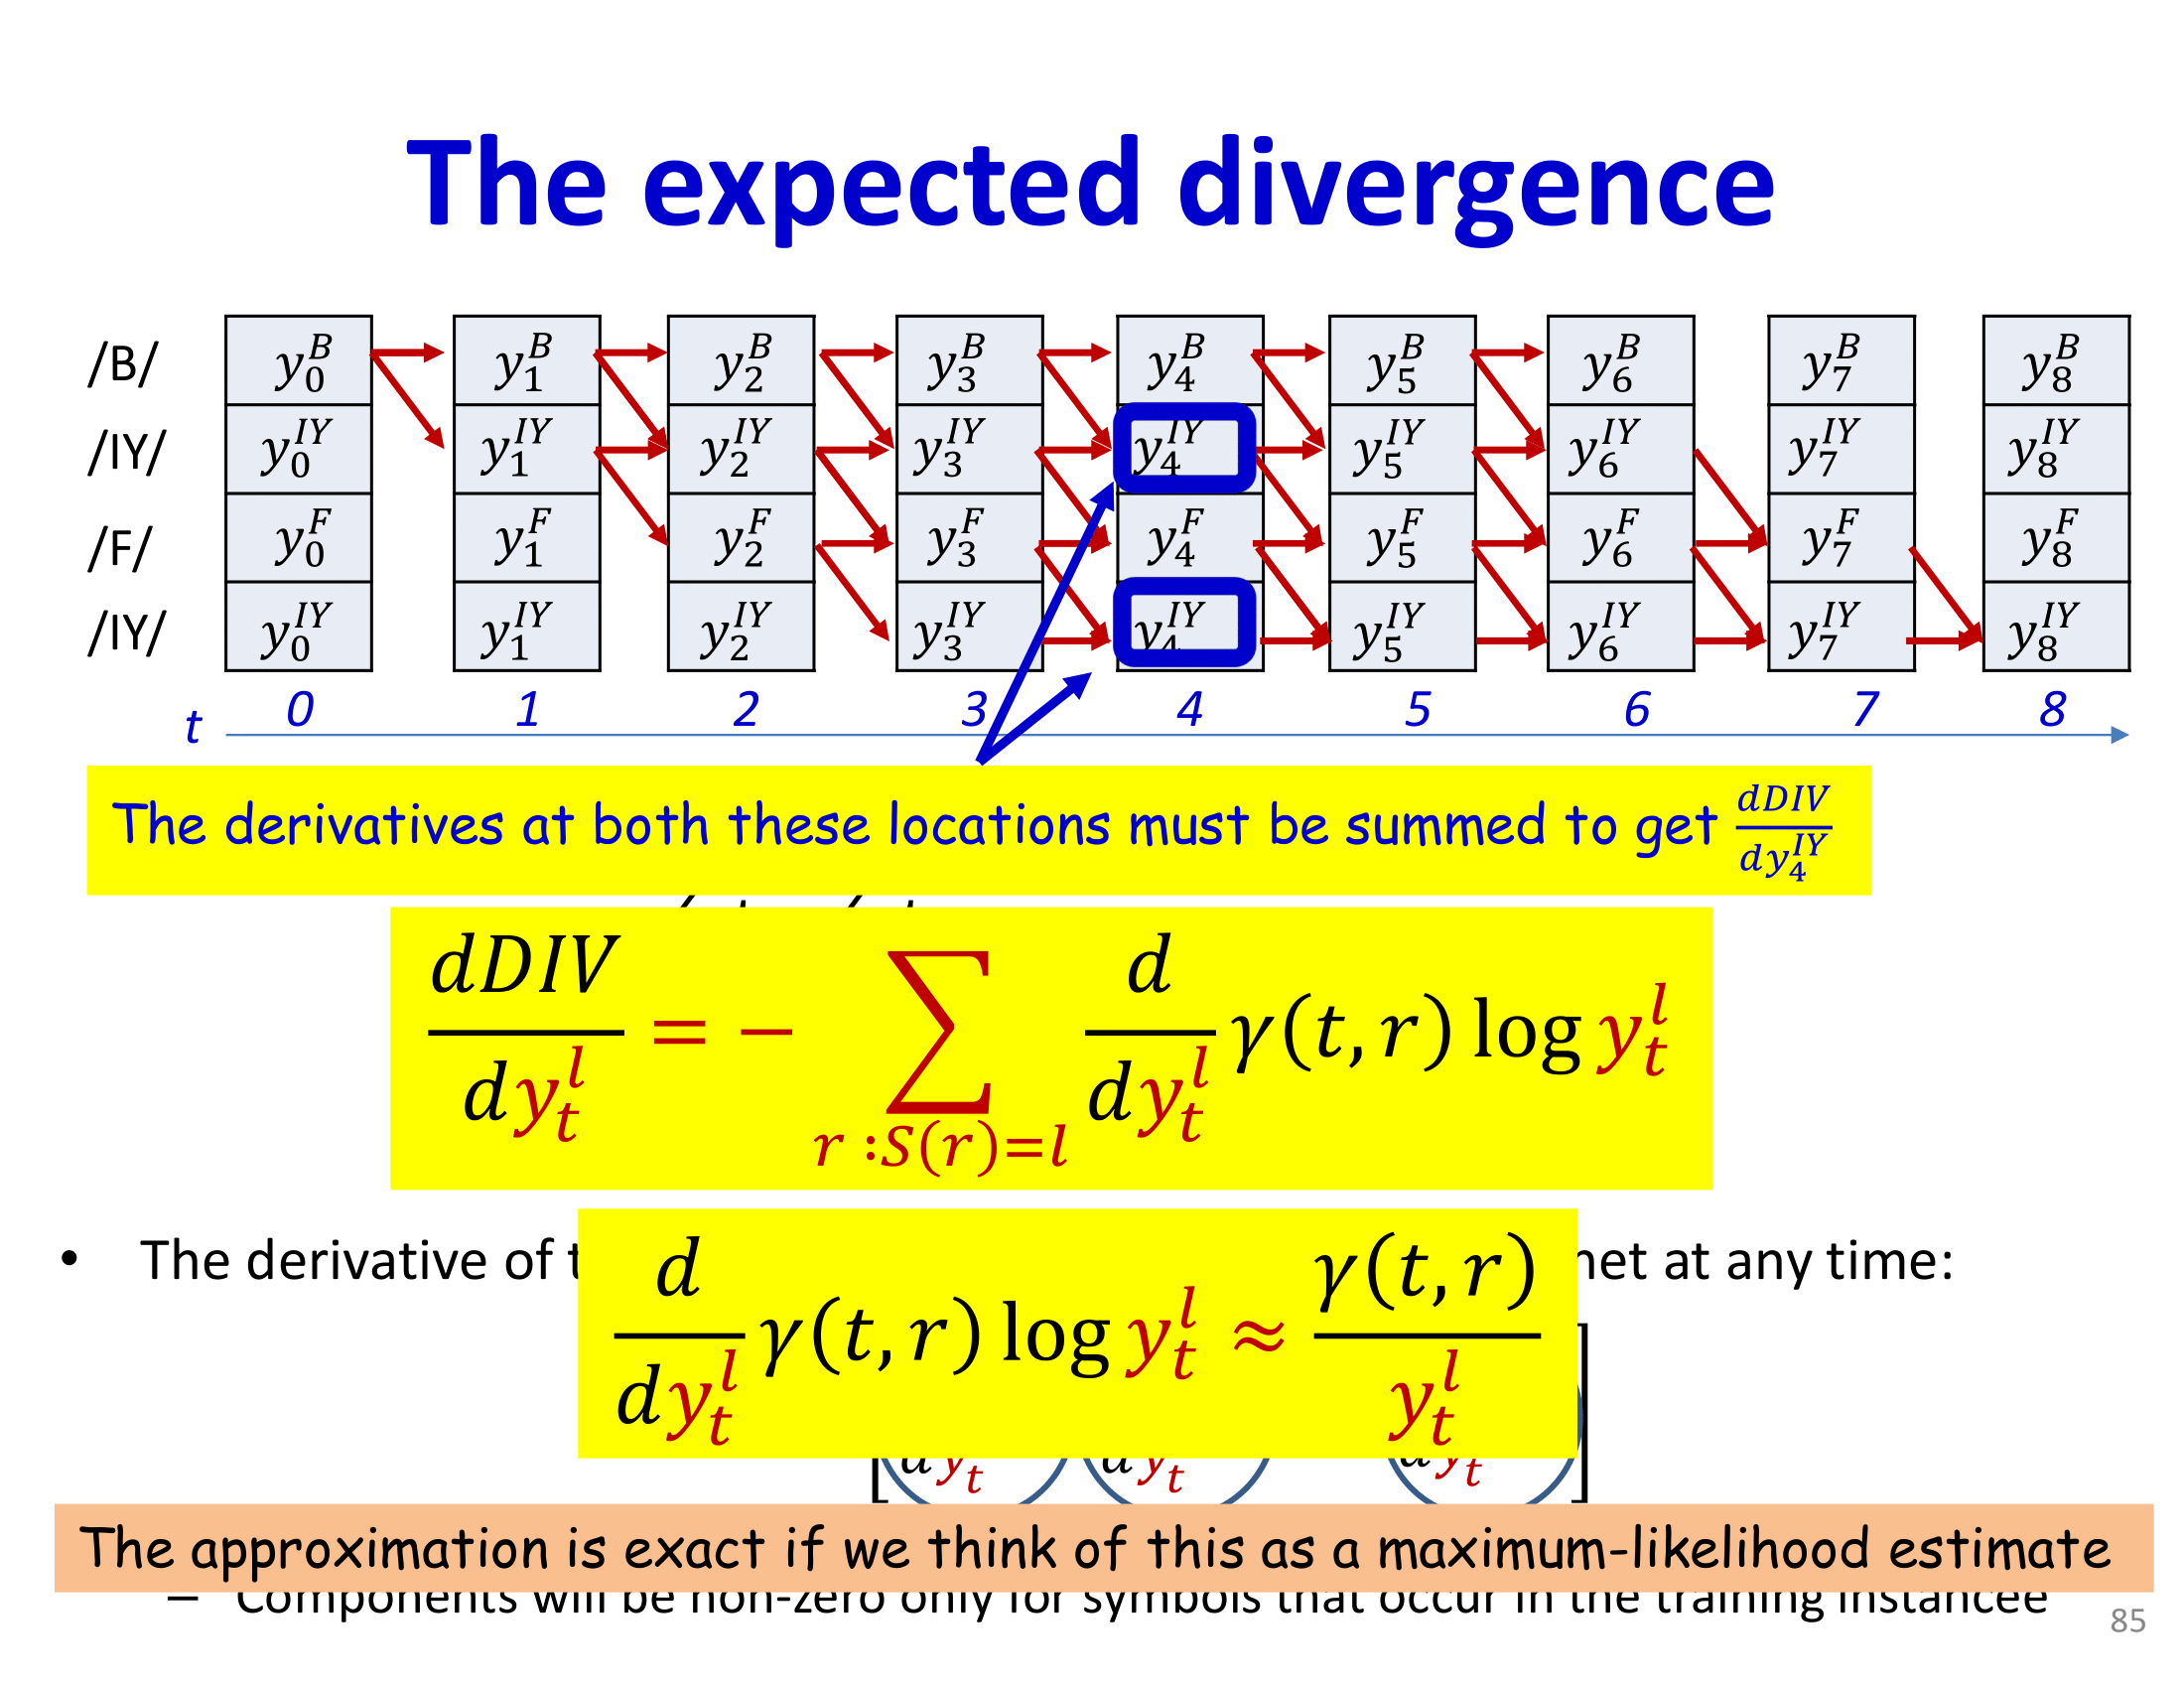 The expected divergence
/B/ y_0^B y_1^B y_2^B y_3^B y_4^B y_5^B y_6^B y_7^B y_8^B
/IY/ y_0^{IY} y_1^{IY} y_2^{IY} y_3^{IY} y_4^{IY} y_5^{IY} y_6^{IY} y_7^{IY} y_8^{IY}
/F/ y_0^F y_1^F y_2^F y_3^F y_4^F y_5^F y_6^F y_7^F y_8^F
/IY/ y_0^{IY} y_1^{IY} y_2^{IY} y_3^{IY} y_4^{IY} y_5^{IY} y_6^{IY} y_7^{IY} y_8^{IY}
t 0 1 2 3 4 5 6 7 8
The derivatives at both these locations must be summed to get \frac{dDIV}{dy_4^{IY}}
\frac{dDIV}{dy_t^l} = - \sum_{r:S(r)=l} \frac{d}{dy_t^l} γ(t,r) log y_t^l
• The derivative of net at any time:
\frac{d}{dy_t^l} γ(t,r) log y_t^l ≈ \frac{γ(t,r)}{y_t^l}
dy_t dy_t dy_t
The approximation is exact if we think of this as a maximum-likelihood estimate
– Components will be non-zero only for symbols that occur in the training instancee
85